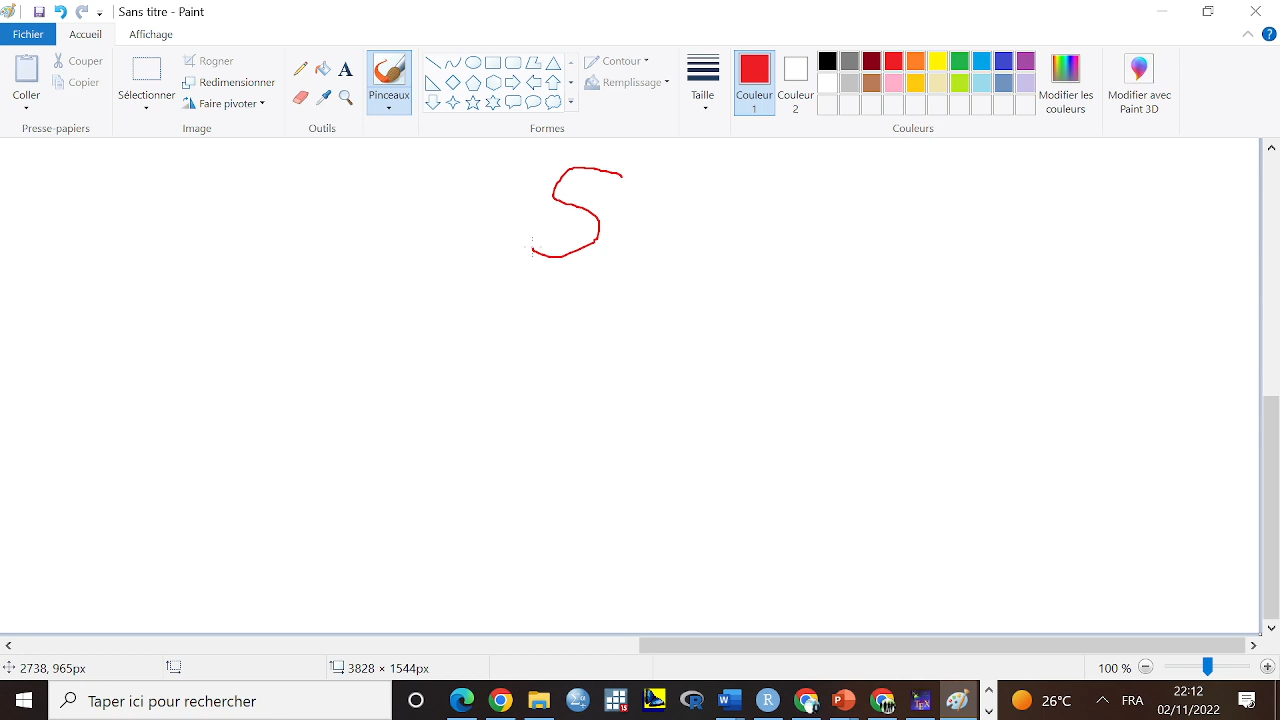 Sans titre - Paint
Fichier Accueil Affichage
Coller
Couper
Copier
Presse-papiers
Sélectionner
Rogner
Redimensionner
Faire pivoter
Image
A
Outils
Pinceaux
Contour
Remplissage
Formes
Taille
Couleur
1
Couleur
2
Modifier les
couleurs
Couleurs
Modifier avec
Paint 3D
S
2738, 965px
3828 × 1544px
100 %
Taper ici pour rechercher
26°C
FRA
22:12
02/11/2022